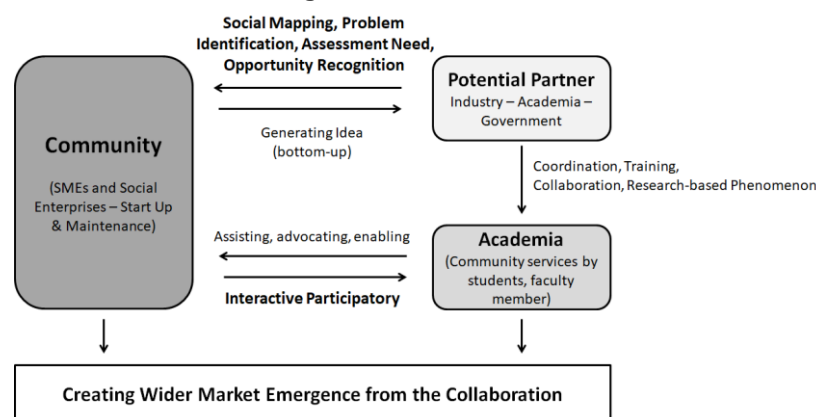 Social Mapping, Problem
Identification, Assessment Need,
Opportunity Recognition
Potential Partner
Industry – Academia –
Government
Generating Idea
(bottom-up)
Community
(SMEs and Social
Enterprises – Start Up
& Maintenance)
Coordination, Training,
Collaboration, Research-based Phenomenon
Assisting, advocating, enabling
Academia
(Community services by
students, faculty
member)
Interactive Participatory
Creating Wider Market Emergence from the Collaboration